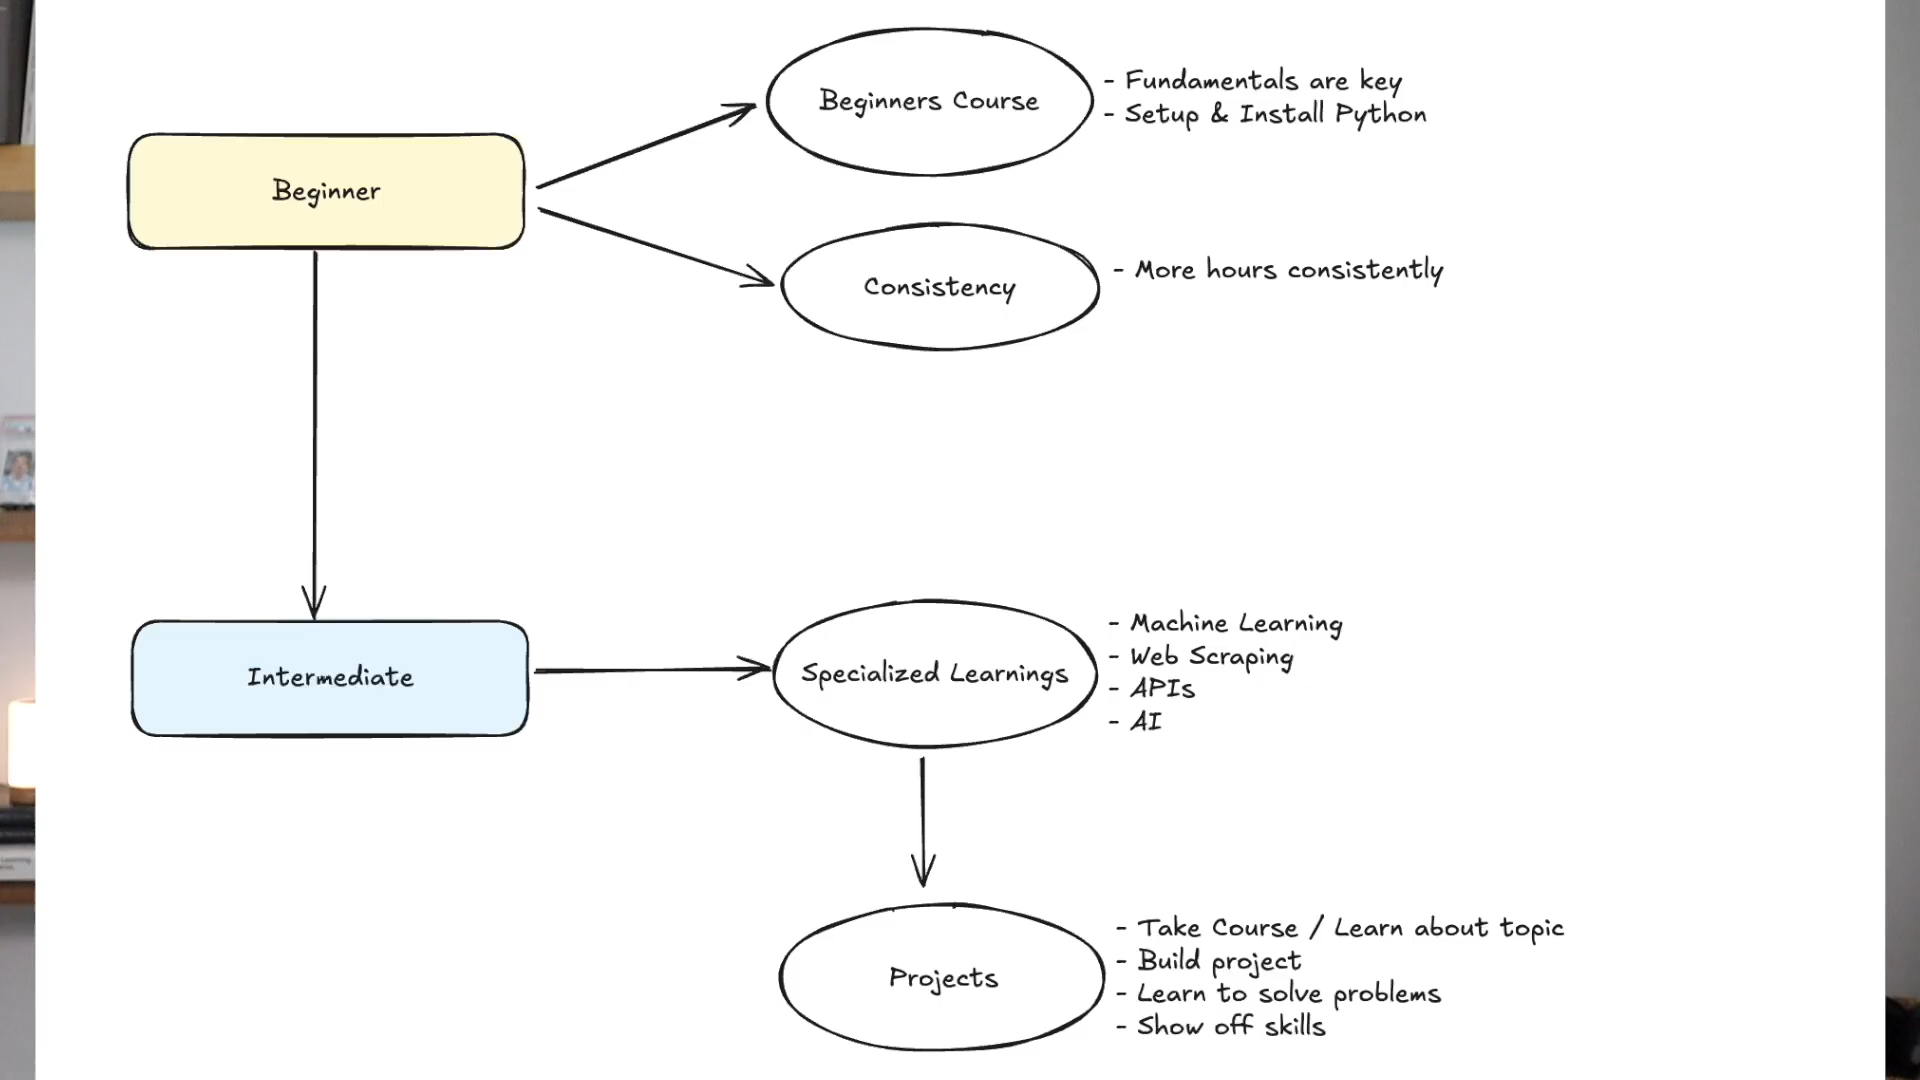 Beginners Course
- Fundamentals are key
- Setup & Install Python
Beginner
Consistency
- More hours consistently
Intermediate
Specialized Learnings
- Machine Learning
- Web Scraping
- APIs
- AI
Projects
- Take Course / Learn about topic
- Build project
- Learn to solve problems
- Show off skills